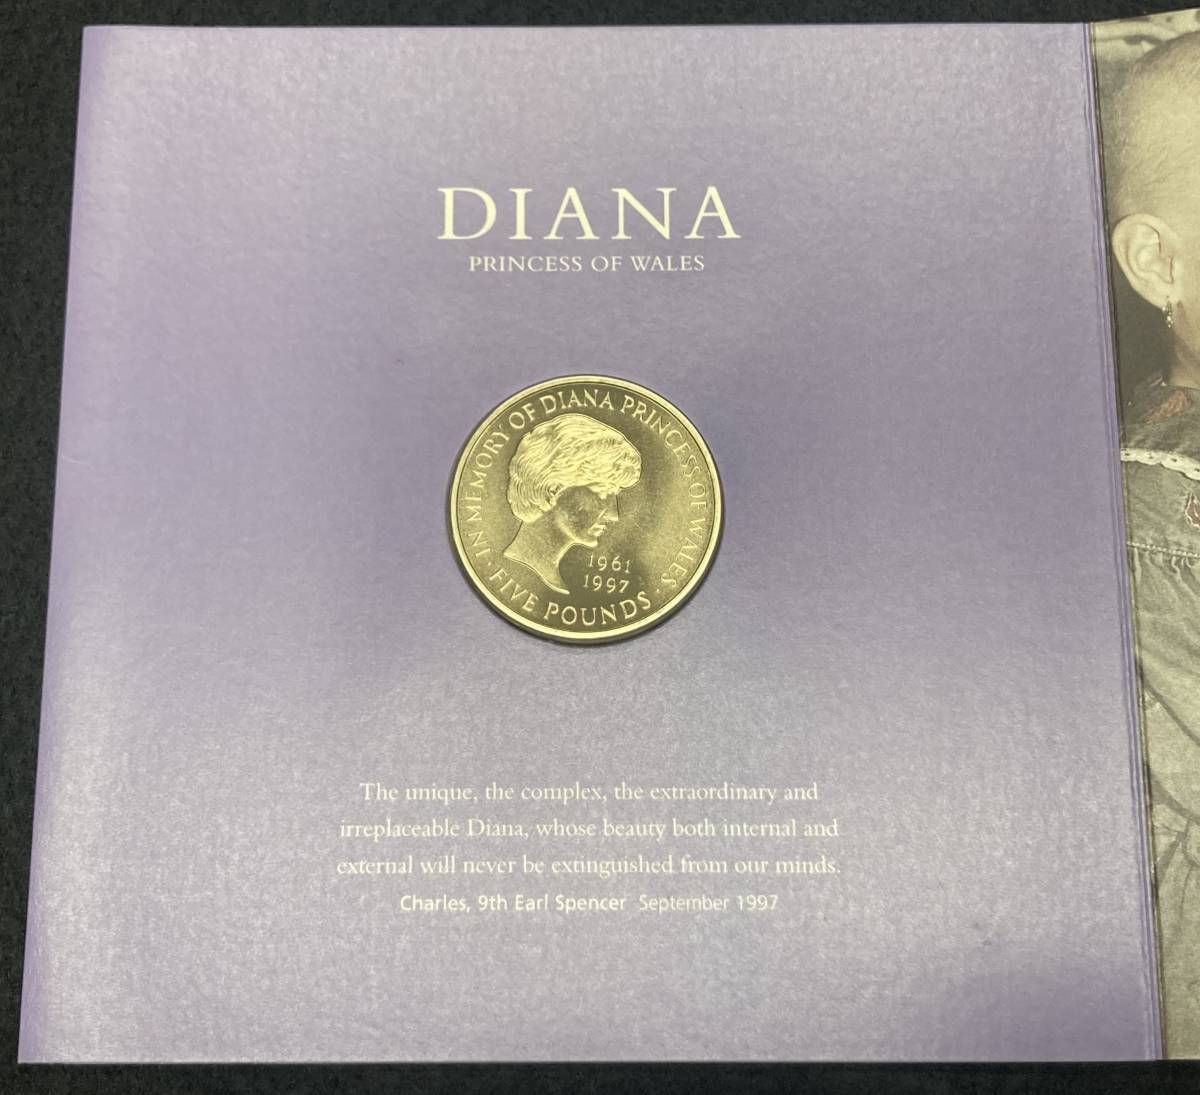 DIANA
PRINCESS OF WALES
IN MEMORY OF DIANA PRINCESS OF WALES
1961
1997
· FIVE POUNDS ·
The unique, the complex, the extraordinary and
irreplaceable Diana, whose beauty both internal and
external will never be extinguished from our minds.
Charles, 9th Earl Spencer September 1997